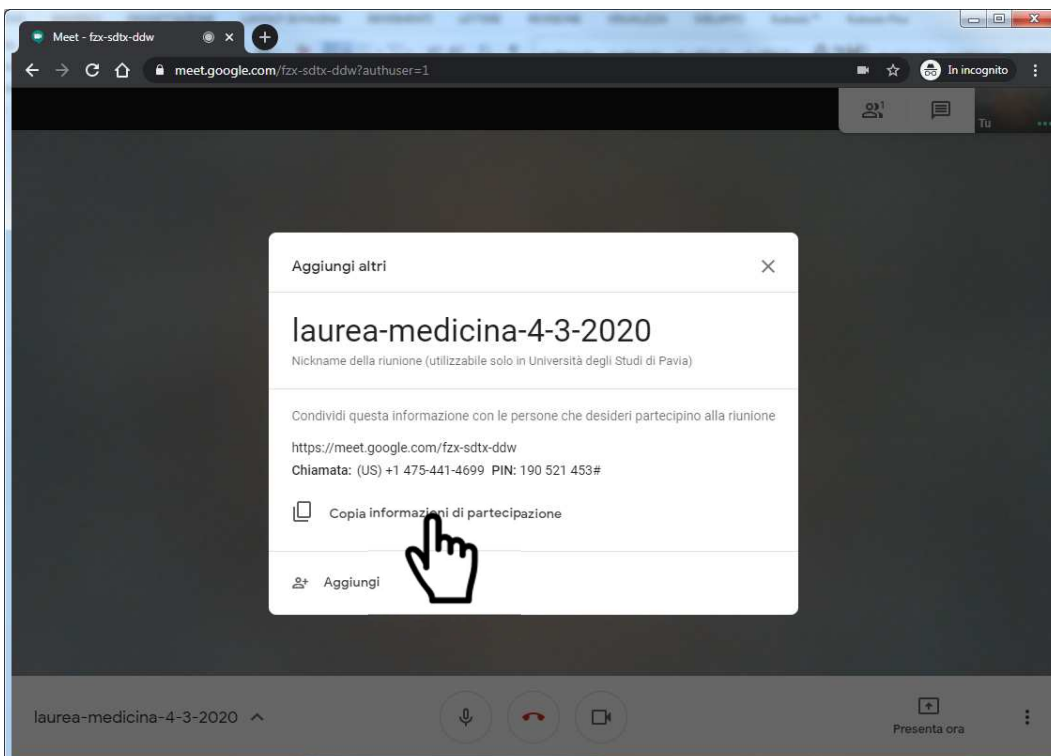 Meet - fzx-sdtx-ddw
meet.google.com/fzx-sdtx-ddw?authuser=1
In incognito
1
Tu
Aggiungi altri
laurea-medicina-4-3-2020
Nickname della riunione (utilizzabile solo in Università degli Studi di Pavia)
Condividi questa informazione con le persone che desideri partecipino alla riunione
https://meet.google.com/fzx-sdtx-ddw
Chiamata: (US) +1 475-441-4699 PIN: 190 521 453#
Copia informazioni di partecipazione
Aggiungi
laurea-medicina-4-3-2020
Presenta ora